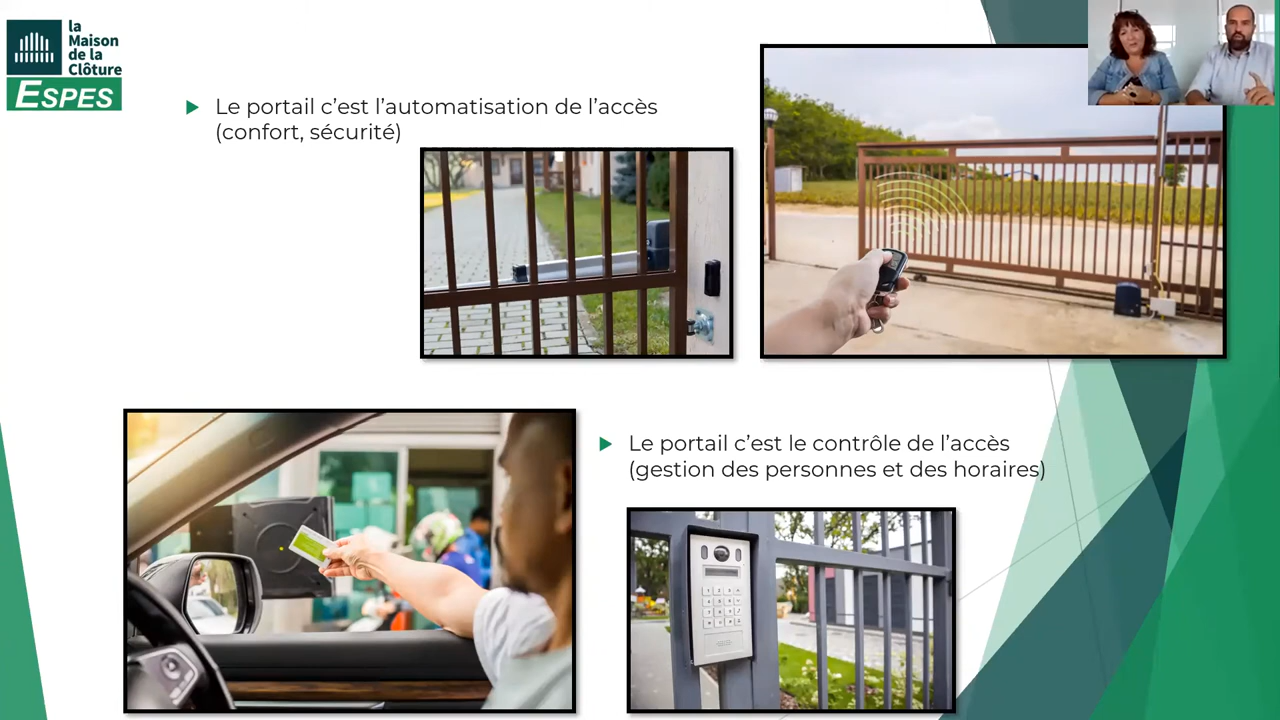 la
Maison
de la
Clôture
ESPES
Le portail c’est l’automatisation de l’accès
(confort, sécurité)
Le portail c’est le contrôle de l’accès
(gestion des personnes et des horaires)